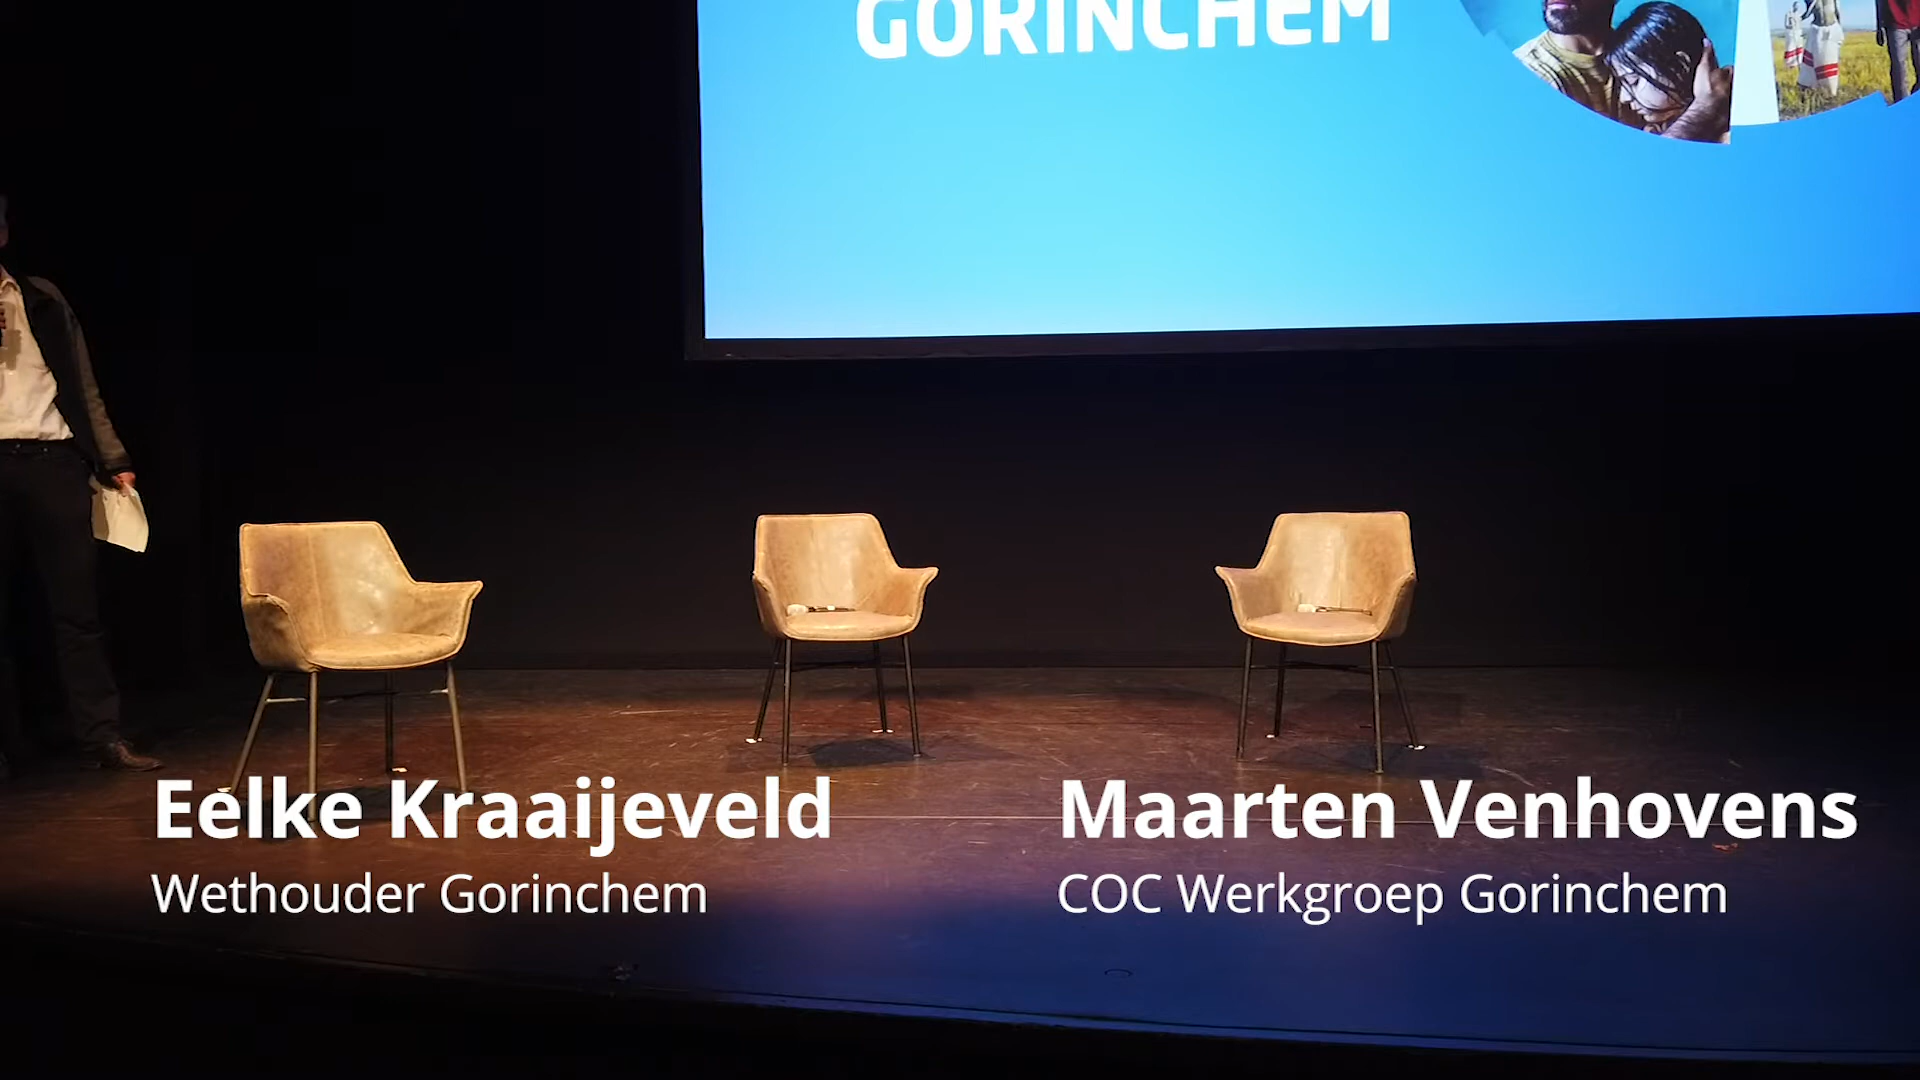 GORINCHEM
Eelke Kraaijeveld
Wethouder Gorinchem
Maarten Venhovens
COC Werkgroep Gorinchem